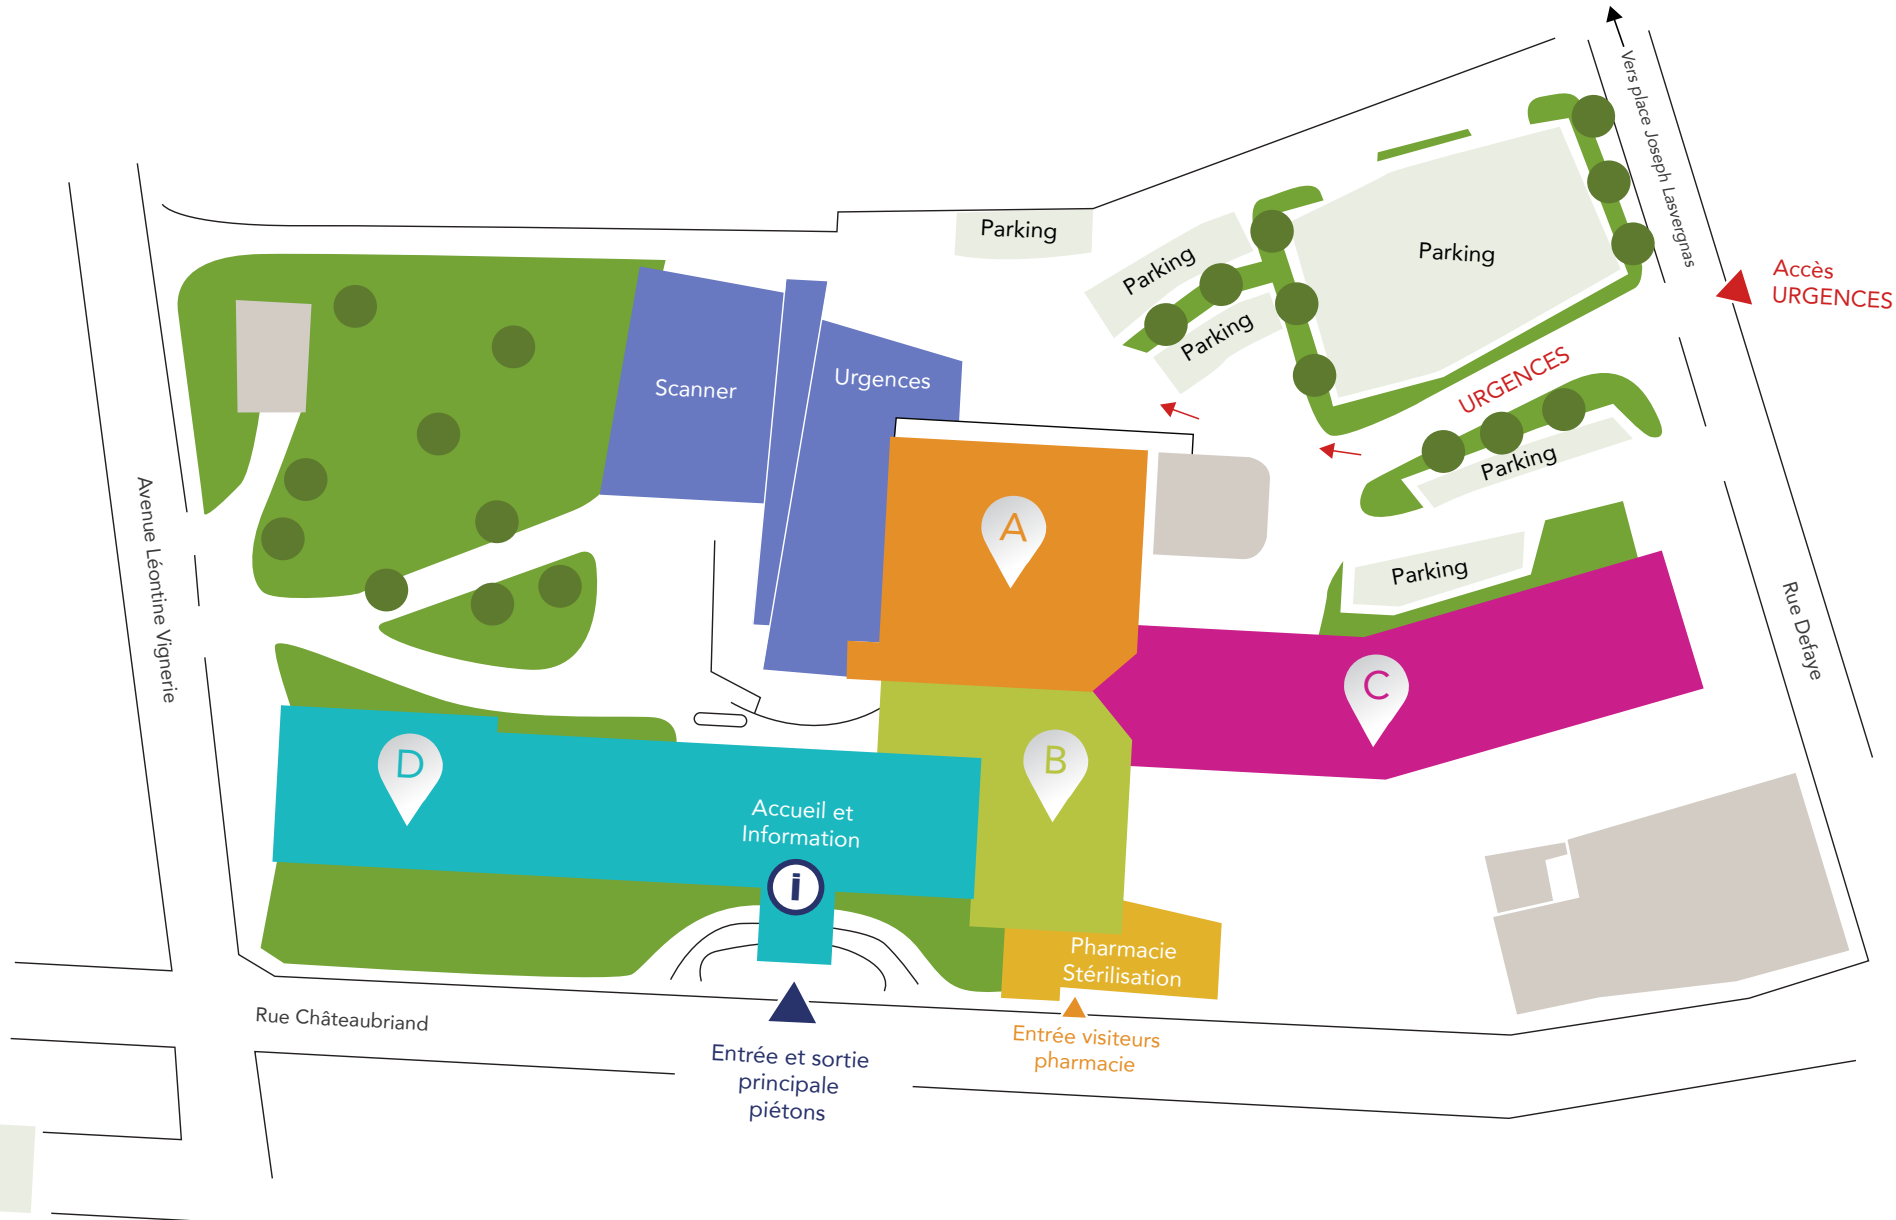 Vers place Joseph Lasvergnas
Parking
Parking
Parking
Parking
Accès
URGENCES
URGENCES
Scanner
Urgences
Parking
A
Parking
Avenue Léontine Vignerie
Rue Defaye
C
D
B
Accueil et
Information
i
Pharmacie
Stérilisation
Rue Châteaubriand
Entrée et sortie
principale
piétons
Entrée visiteurs
pharmacie